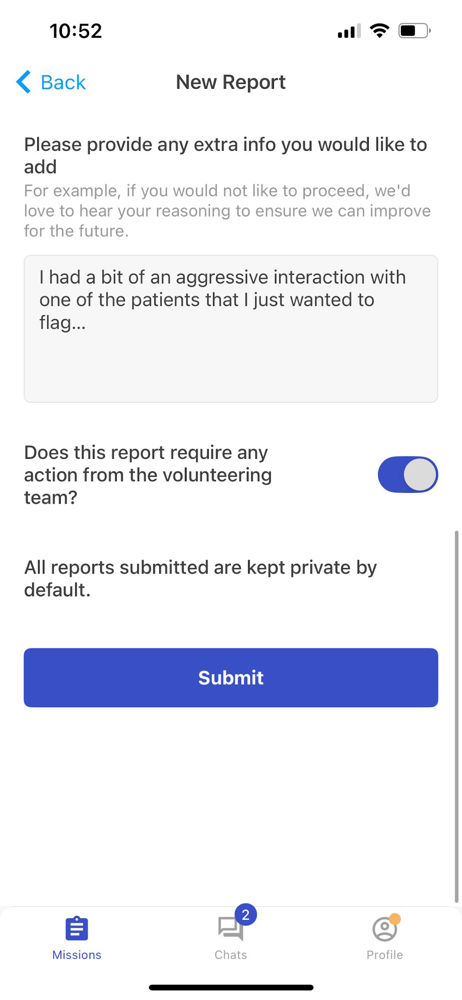 10:52
Back
New Report
Please provide any extra info you would like to
add
For example, if you would not like to proceed, we'd
love to hear your reasoning to ensure we can improve
for the future.
I had a bit of an aggressive interaction with
one of the patients that I just wanted to
flag...
Does this report require any
action from the volunteering
team?
All reports submitted are kept private by
default.
Submit
2
Missions
Chats
Profile